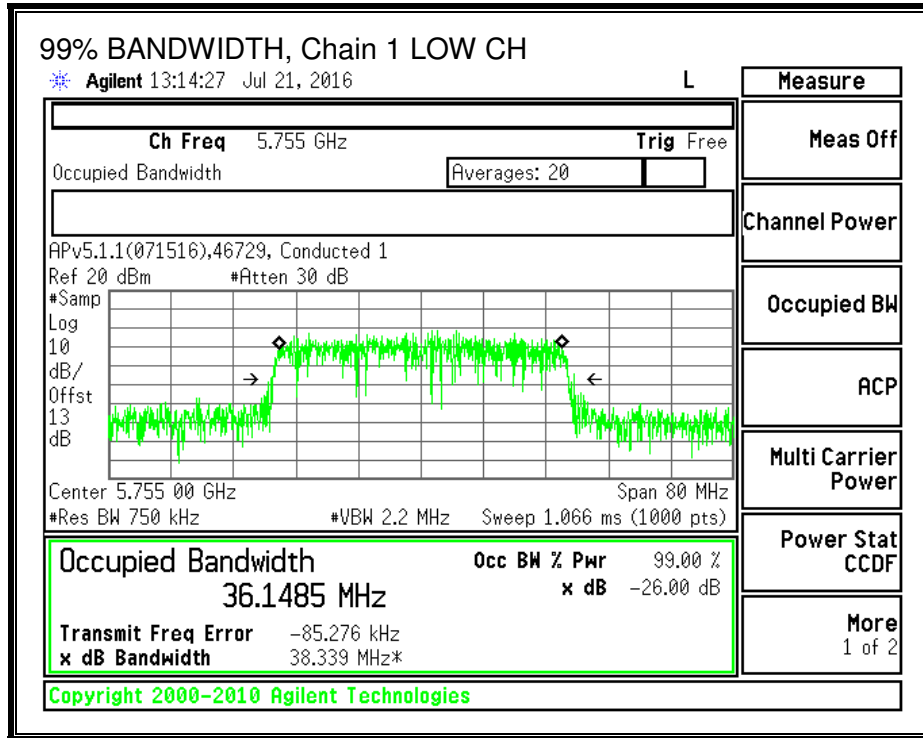 99% BANDWIDTH, Chain 1 LOW CH
Agilent 13:14:27 Jul 21, 2016 L
Measure
Ch Freq 5.755 GHz Trig Free
Meas Off
Occupied Bandwidth Averages: 20
Channel Power
APv5.1.1(071516),46729, Conducted 1
Ref 20 dBm #Atten 30 dB
#Samp
Log
10
dB/
Offst
13
dB
Occupied BW
ACP
Multi Carrier
Power
Center 5.755 00 GHz Span 80 MHz
#Res BW 750 kHz #VBW 2.2 MHz Sweep 1.066 ms (1000 pts)
Power Stat
CCDF
Occupied Bandwidth Occ BW % Pwr 99.00 %
36.1485 MHz x dB -26.00 dB
Transmit Freq Error -85.276 kHz
x dB Bandwidth 38.339 MHz*
More
1 of 2
Copyright 2000-2010 Agilent Technologies